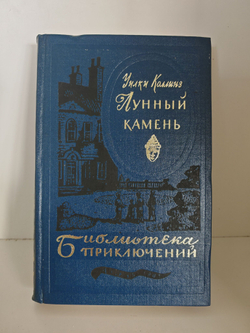 Уилки Коллинз
Лунный
камень
Библиотека
приключений